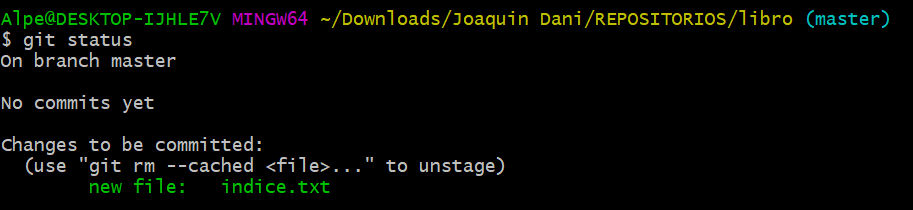 Alpe@DESKTOP-IJHLE7V MINGW64 ~/Downloads/Joaquin Dani/REPOSITORIOS/libro (master)
$ git status
On branch master
No commits yet
Changes to be committed:
(use "git rm --cached <file>..." to unstage)
new file:   indice.txt